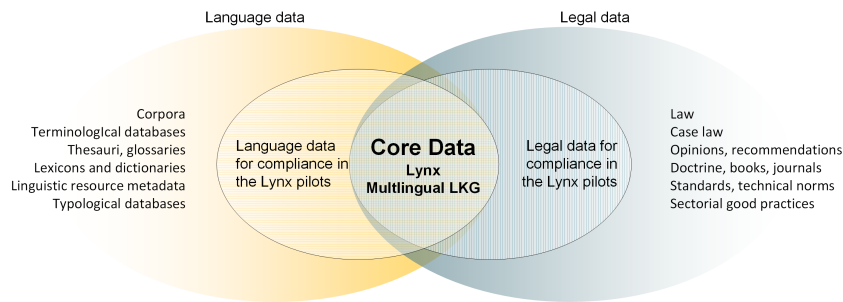 Language data
Legal data
Corpora
Terminological databases
Thesauri, glossaries
Lexicons and dictionaries
Linguistic resource metadata
Typological databases
Language data
for compliance in
the Lynx pilots
Core Data
Lynx
Multlingual LKG
Legal data for
compliance in
the Lynx pilots
Law
Case law
Opinions, recommendations
Doctrine, books, journals
Standards, technical norms
Sectorial good practices